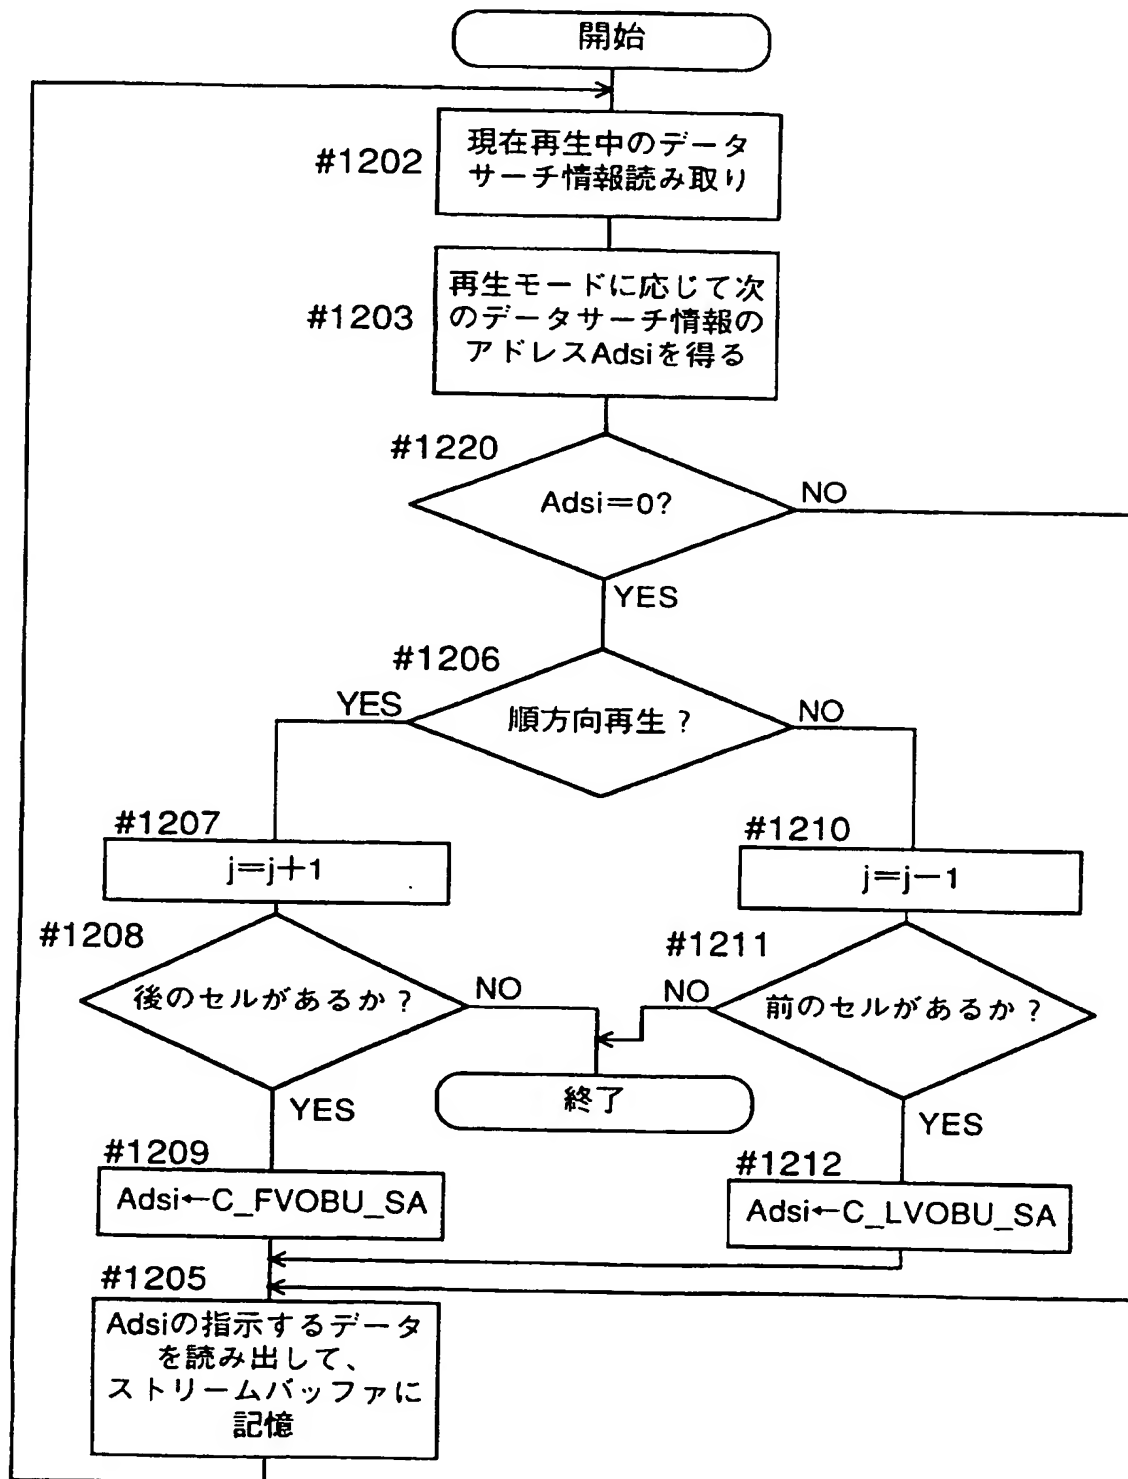 開始
#1202
現在再生中のデータ
サーチ情報読み取り
#1203
再生モードに応じて次
のデータサーチ情報の
アドレスAdsiを得る
#1220
Adsi=0?
NO
YES
#1206
YES
順方向再生?
NO
#1207
j=j+1
#1210
j=j−1
#1208
後のセルがあるか?
NO
#1211
NO
前のセルがあるか?
終了
YES
YES
#1209
Adsi←C_FVOBU_SA
#1212
Adsi←C_LVOBU_SA
#1205
Adsiの指示するデータ
を読み出して、
ストリームバッファに
記憶